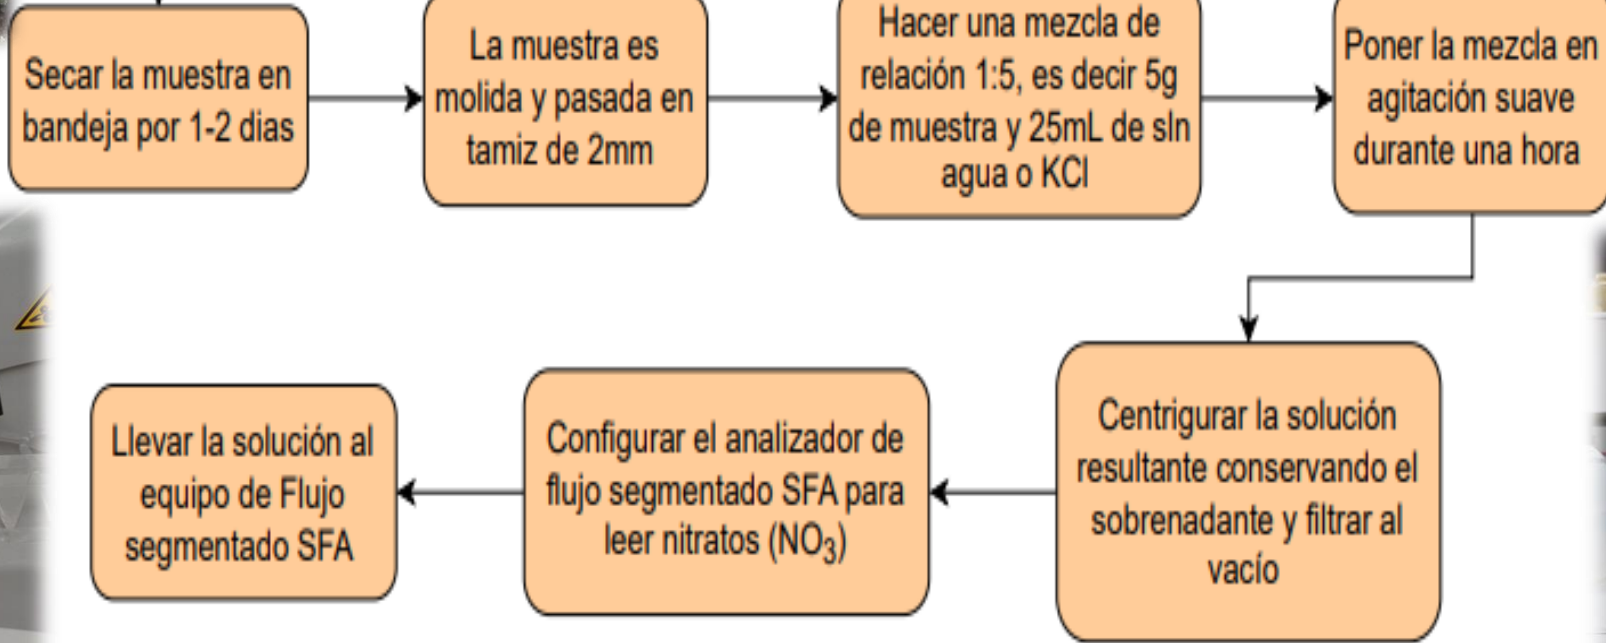 Secar la muestra en
bandeja por 1-2 dias
La muestra es
molida y pasada en
tamiz de 2mm
Hacer una mezcla de
relación 1:5, es decir 5g
de muestra y 25mL de sln
agua o KCl
Poner la mezcla en
agitación suave
durante una hora
Centrigurar la solución
resultante conservando el
sobrenadante y filtrar al
vacío
Configurar el analizador de
flujo segmentado SFA para
leer nitratos (NO₃)
Llevar la solución al
equipo de Flujo
segmentado SFA